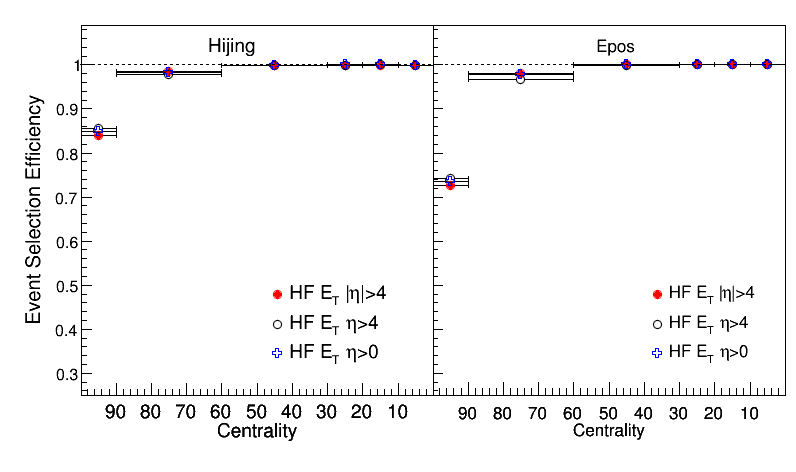 Hijing
Epos
Event Selection Efficiency
1
0.9
0.8
0.7
0.6
0.5
0.4
0.3
HF E_T |η|>4
HF E_T η>4
HF E_T η>0
HF E_T |η|>4
HF E_T η>4
HF E_T η>0
90 80 70 60 50 40 30 20 10
90 80 70 60 50 40 30 20 10
Centrality
Centrality